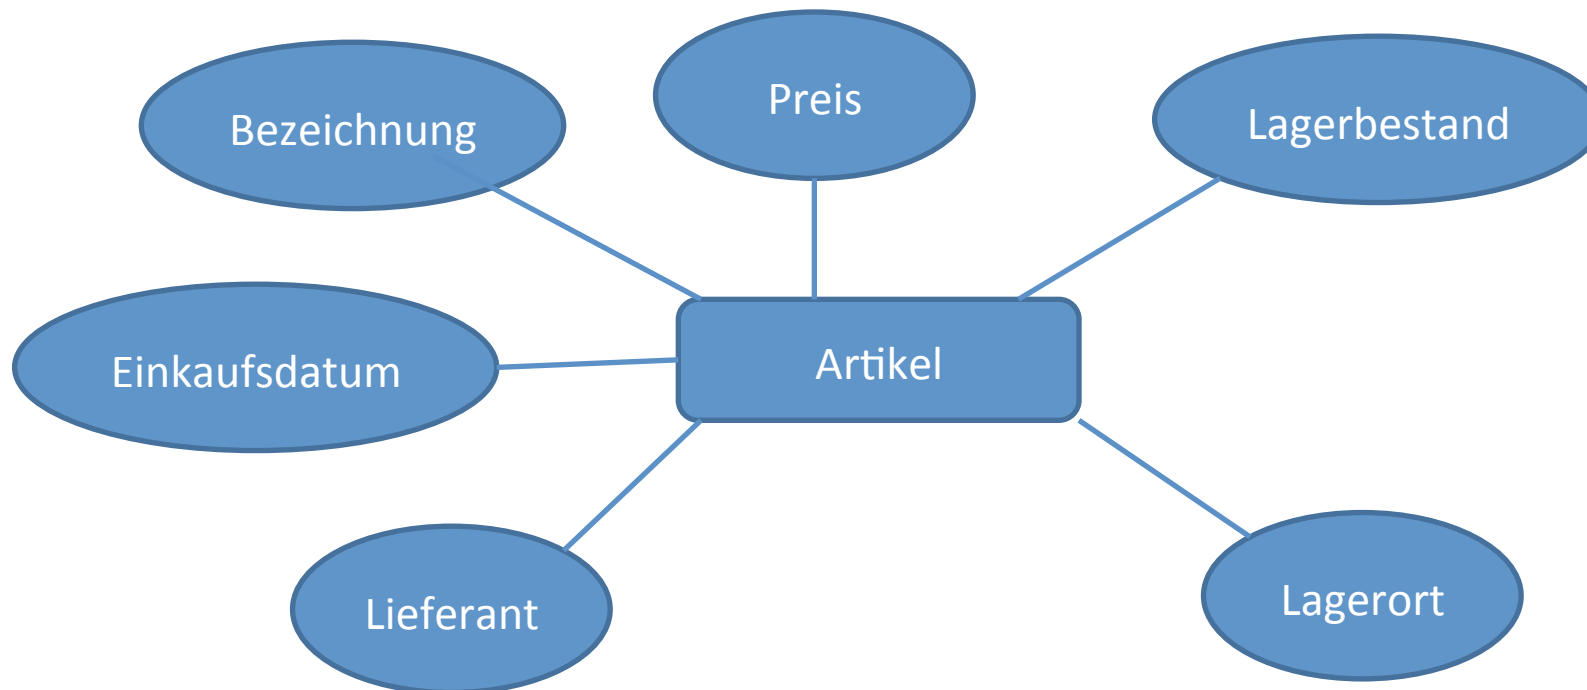 Preis
Bezeichnung
Lagerbestand
Artikel
Einkaufsdatum
Lieferant
Lagerort